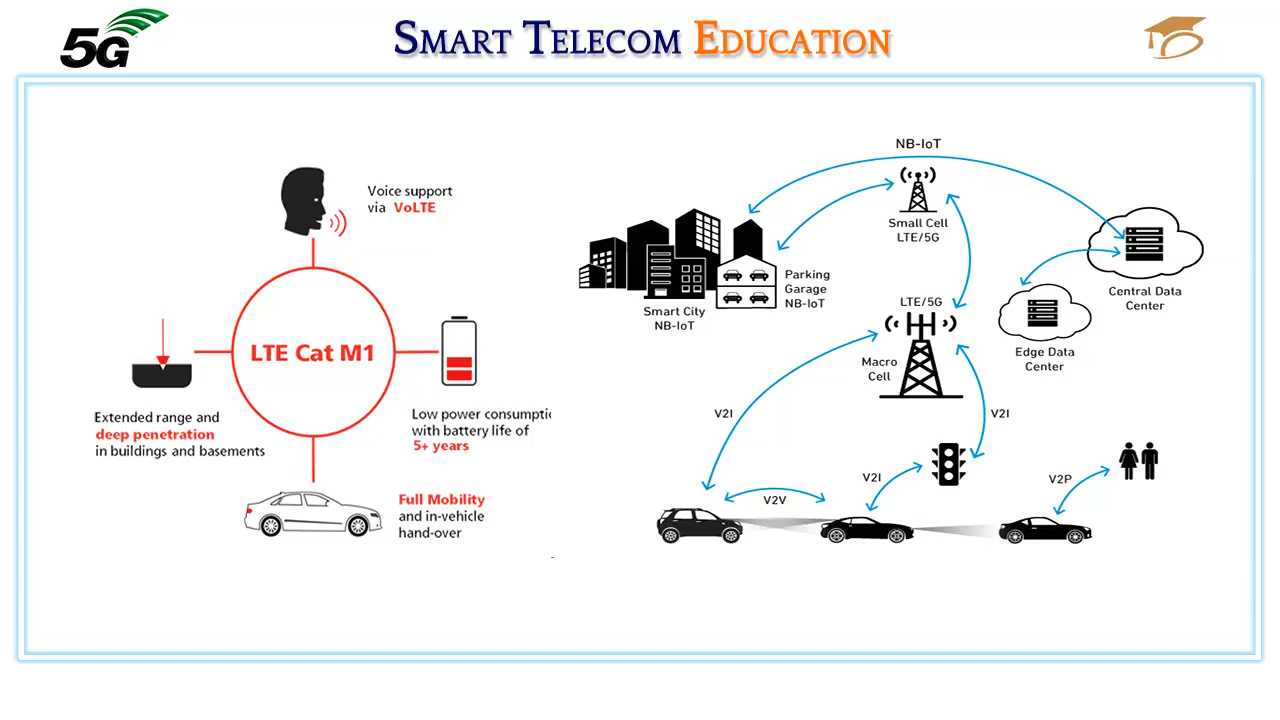 5G
SMART TELECOM EDUCATION
Voice support
via VoLTE
LTE Cat M1
Extended range and
deep penetration
in buildings and basements
Low power consumptic
with battery life of
5+ years
Full Mobility
and in-vehicle
hand-over
NB-IoT
Small Cell
LTE/5G
Parking
Garage
NB-IoT
Smart City
NB-IoT
Central Data
Center
LTE/5G
Macro
Cell
Edge Data
Center
V2I
V2I
V2I
V2V
V2P